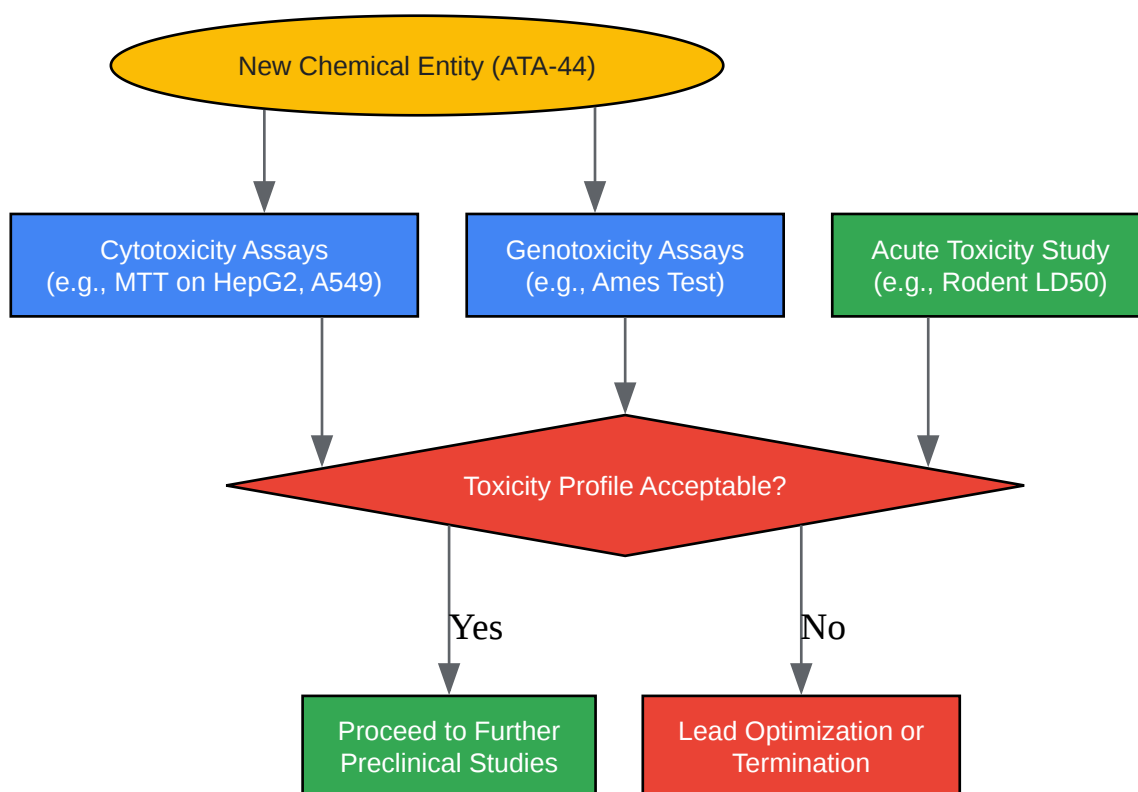 New Chemical Entity (ATA-44)
Cytotoxicity Assays
(e.g., MTT on HepG2, A549)
Genotoxicity Assays
(e.g., Ames Test)
Acute Toxicity Study
(e.g., Rodent LD50)
Toxicity Profile Acceptable?
Yes
No
Proceed to Further
Preclinical Studies
Lead Optimization or
Termination